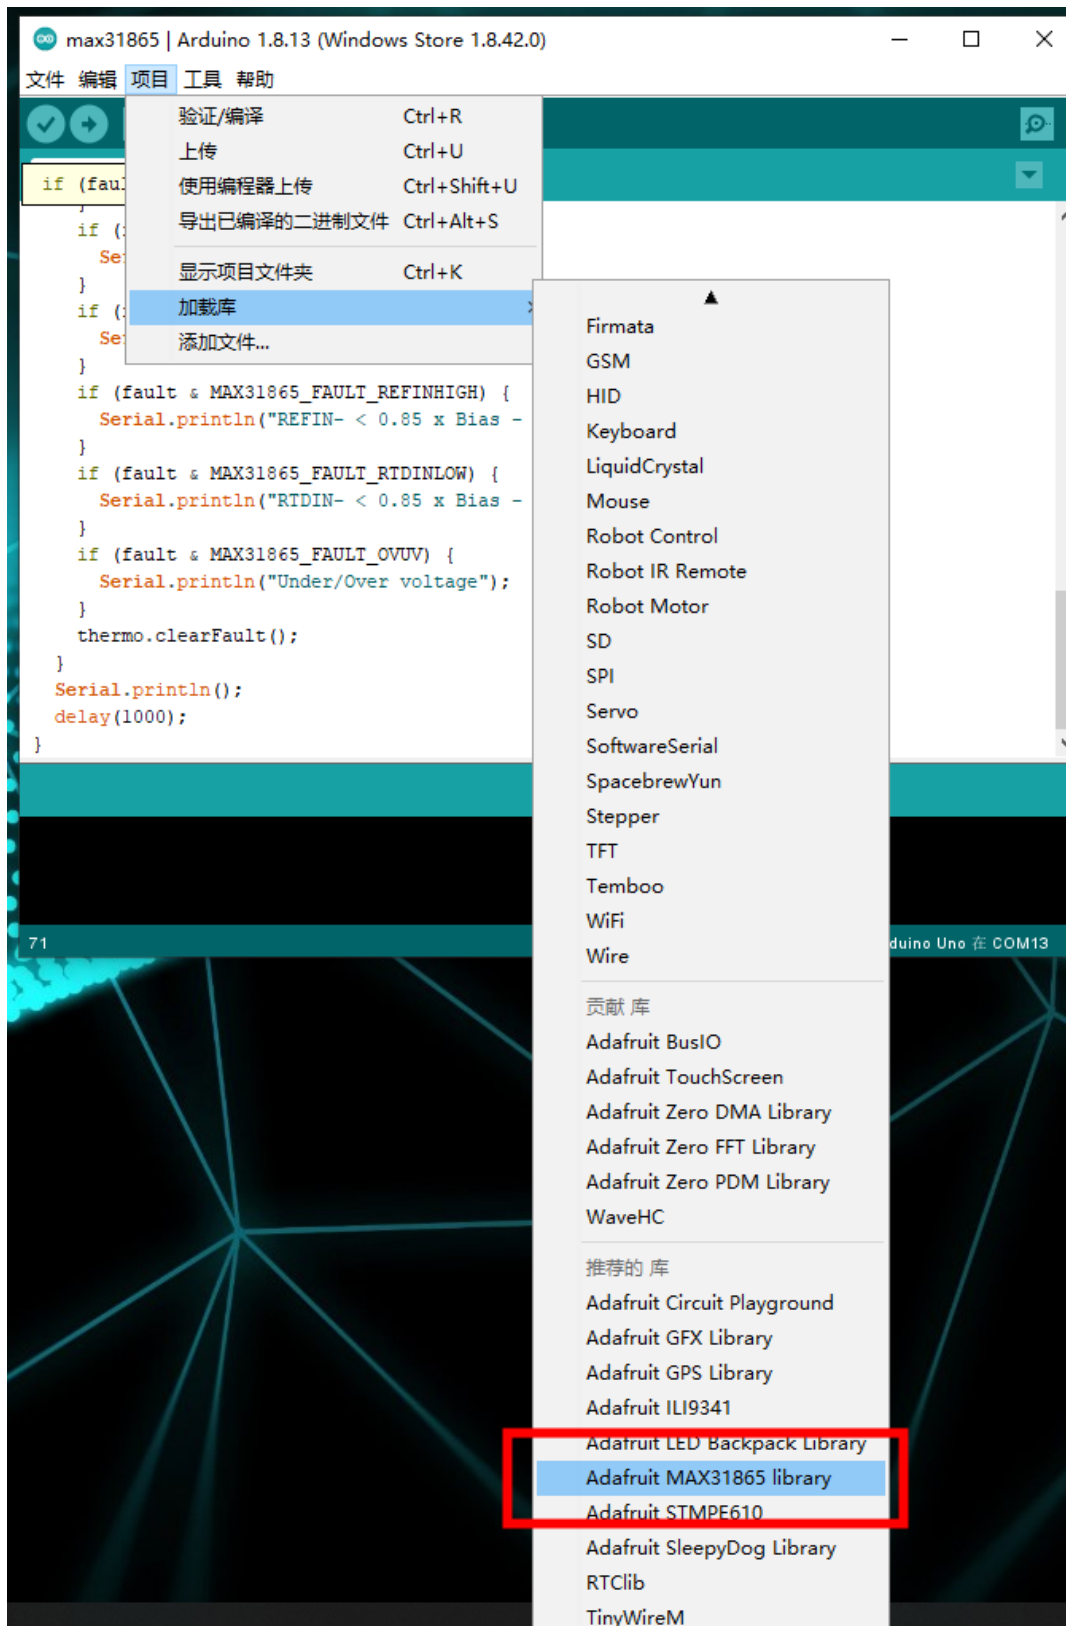 max31865 | Arduino 1.8.13 (Windows Store 1.8.42.0)
文件 编辑 项目 工具 帮助
验证/编译 Ctrl+R
上传 Ctrl+U
使用编程器上传 Ctrl+Shift+U
导出已编译的二进制文件 Ctrl+Alt+S
显示项目文件夹 Ctrl+K
加载库
添加文件...
if (faul
}
if (
Se
}
if (
Se
}
if (fault & MAX31865_FAULT_REFINHIGH) {
Serial.println("REFIN- < 0.85 x Bias -
}
if (fault & MAX31865_FAULT_RTDINLOW) {
Serial.println("RTDIN- < 0.85 x Bias -
}
if (fault & MAX31865_FAULT_OVUV) {
Serial.println("Under/Over voltage");
}
thermo.clearFault();
}
Serial.println();
delay(1000);
}
71
duino Uno 在 COM13
Firmata
GSM
HID
Keyboard
LiquidCrystal
Mouse
Robot Control
Robot IR Remote
Robot Motor
SD
SPI
Servo
SoftwareSerial
SpacebrewYun
Stepper
TFT
Temboo
WiFi
Wire
贡献 库
Adafruit BusIO
Adafruit TouchScreen
Adafruit Zero DMA Library
Adafruit Zero FFT Library
Adafruit Zero PDM Library
WaveHC
推荐的 库
Adafruit Circuit Playground
Adafruit GFX Library
Adafruit GPS Library
Adafruit ILI9341
Adafruit LED Backpack Library
Adafruit MAX31865 library
Adafruit STMPE610
Adafruit SleepyDog Library
RTClib
TinyWireM